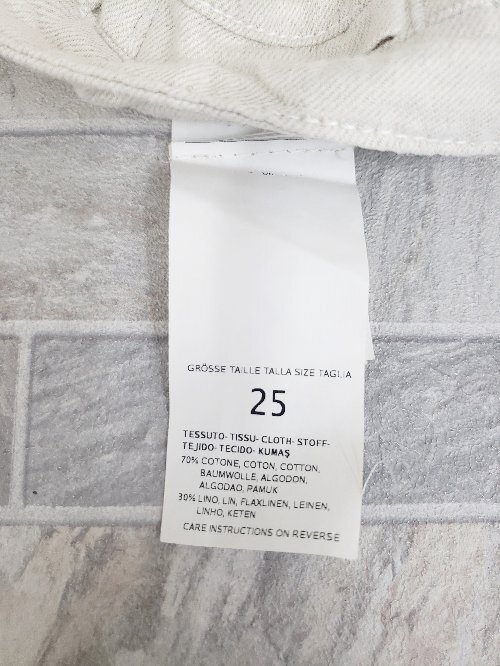 GRÖSSE TAILLE TALLA SIZE TAGLIA
25
TESSUTO- TISSU- CLOTH- STOFF-
TEJIDO- TECIDO- KUMAŞ
70% COTONE, COTON, COTTON,
BAUMWOLLE, ALGODON,
ALGODAO, PAMUK
30% LINO, LIN, FLAXLINEN, LEINEN,
LINHO, KETEN
CARE INSTRUCTIONS ON REVERSE